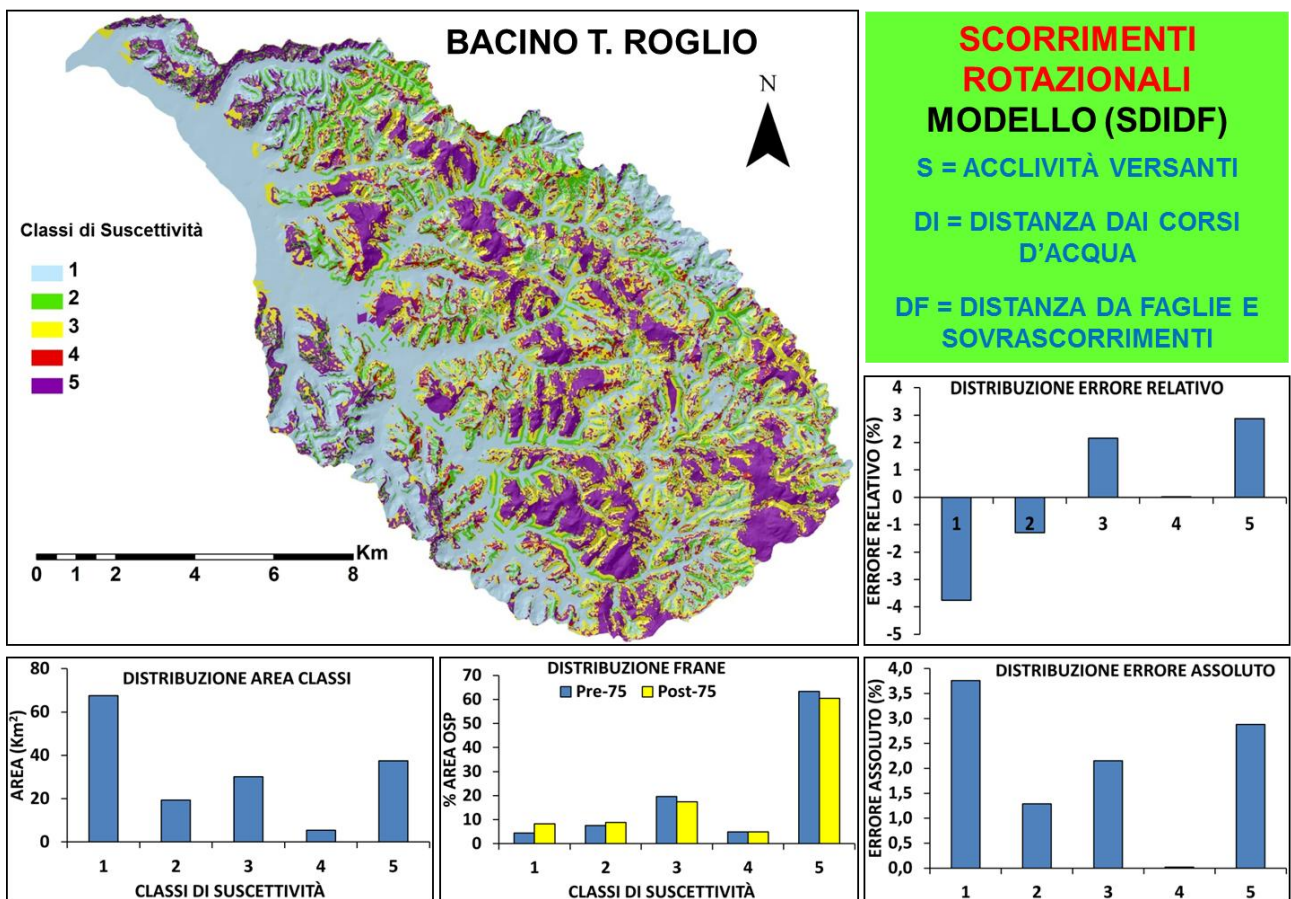 BACINO T. ROGLIO
N
Classi di Suscettività
1
2
3
4
5
Km
0 1 2 4 6 8
SCORRIMENTI
ROTAZIONALI
MODELLO (SDIDF)
S = ACCLIVITÀ VERSANTI
DI = DISTANZA DAI CORSI
D'ACQUA
DF = DISTANZA DA FAGLIE E
SOVRASCORRIMENTI
DISTRIBUZIONE ERRORE RELATIVO
ERRORE RELATIVO (%)
4
3
2
1
0
-1
-2
-3
-4
-5
1 2 3 4 5
DISTRIBUZIONE AREA CLASSI
AREA (Km²)
80
60
40
20
0
1 2 3 4 5
CLASSI DI SUSCETTIVITÀ
DISTRIBUZIONE FRANE
Pre-75 Post-75
% AREA OSP
70
60
50
40
30
20
10
0
1 2 3 4 5
CLASSI DI SUSCETTIVITÀ
DISTRIBUZIONE ERRORE ASSOLUTO
ERRORE ASSOLUTO (%)
4,0
3,5
3,0
2,5
2,0
1,5
1,0
0,5
0,0
1 2 3 4 5